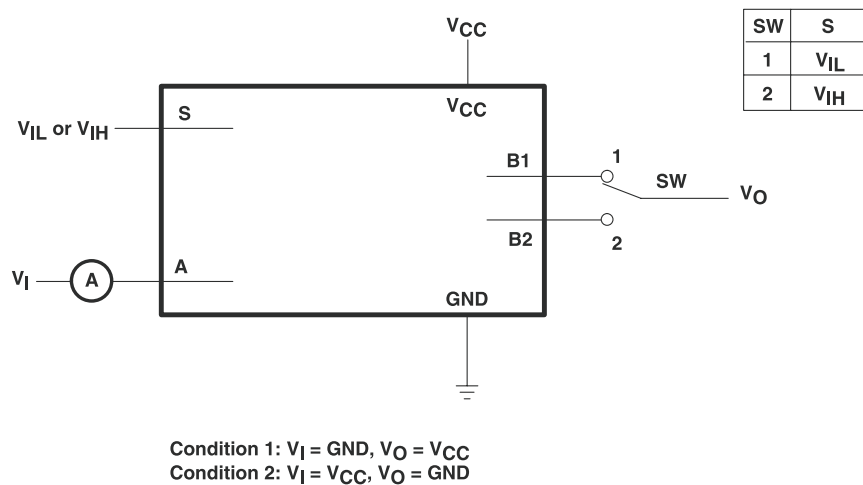 VCC
SW S
1 VIL
2 VIH
S
VCC
VIL or VIH
B1
1
SW
VO
B2
2
VI
A
A
GND
Condition 1: VI = GND, VO = VCC
Condition 2: VI = VCC, VO = GND